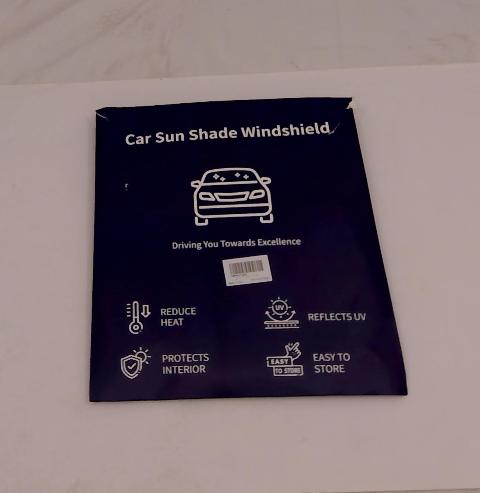 Car Sun Shade Windshield
Driving You Towards Excellence
REDUCE
HEAT
UV
REFLECTS UV
PROTECTS
INTERIOR
EASY
TO STORE
EASY TO
STORE